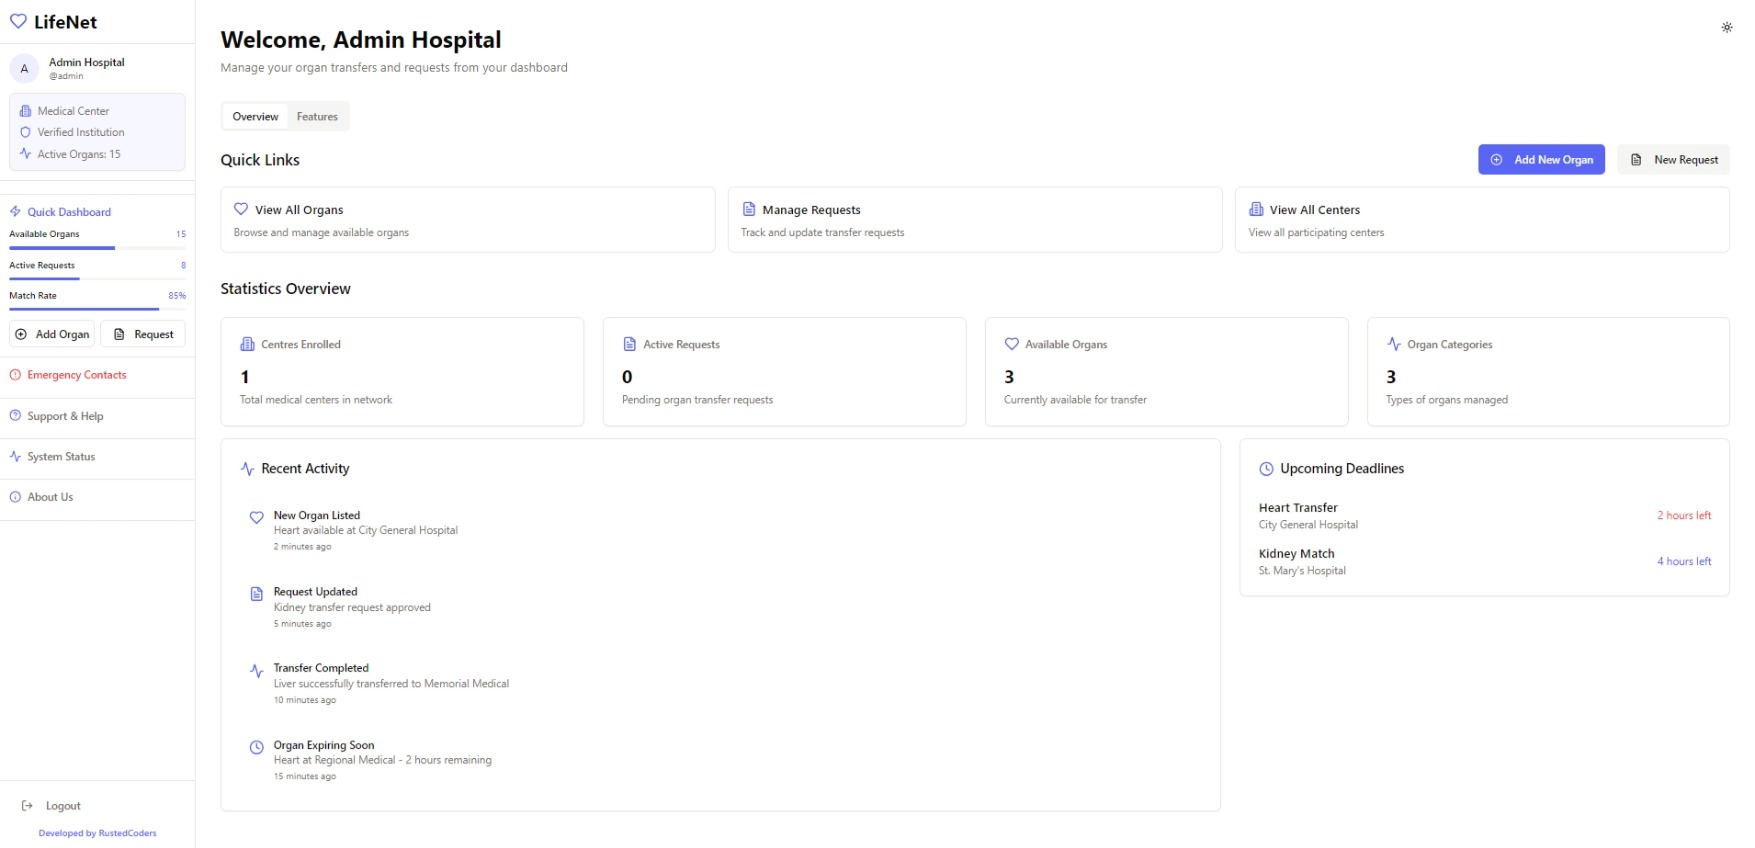 LifeNet
A
Admin Hospital
@admin
Medical Center
Verified Institution
Active Organs: 15
Quick Dashboard
Available Organs 15
Active Requests 8
Match Rate 85%
Add Organ Request
Emergency Contacts
Support & Help
System Status
About Us
Logout
Developed by RustedCoders
Welcome, Admin Hospital
Manage your organ transfers and requests from your dashboard
Overview Features
Quick Links
Add New Organ New Request
View All Organs
Browse and manage available organs
Manage Requests
Track and update transfer requests
View All Centers
View all participating centers
Statistics Overview
Centres Enrolled
1
Total medical centers in network
Active Requests
0
Pending organ transfer requests
Available Organs
3
Currently available for transfer
Organ Categories
3
Types of organs managed
Recent Activity
New Organ Listed
Heart available at City General Hospital
2 minutes ago
Request Updated
Kidney transfer request approved
5 minutes ago
Transfer Completed
Liver successfully transferred to Memorial Medical
10 minutes ago
Organ Expiring Soon
Heart at Regional Medical - 2 hours remaining
15 minutes ago
Upcoming Deadlines
Heart Transfer
City General Hospital
2 hours left
Kidney Match
St. Mary's Hospital
4 hours left